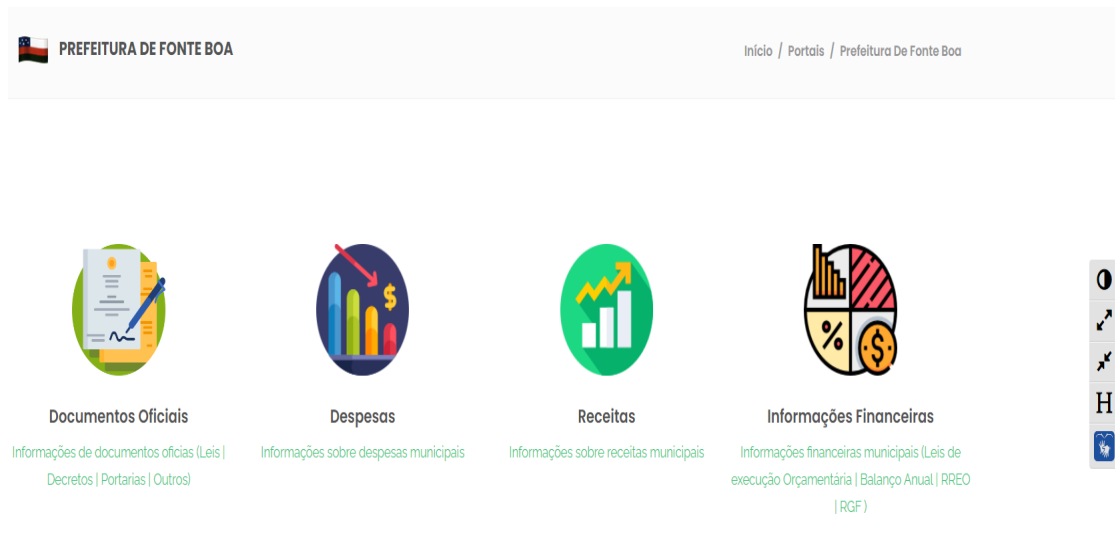 PREFEITURA DE FONTE BOA
Início / Portais / Prefeitura De Fonte Boa
Documentos Oficiais
Informações de documentos oficias (Leis |
Decretos | Portarias | Outros)
Despesas
Informações sobre despesas municipais
Receitas
Informações sobre receitas municipais
Informações Financeiras
Informações financeiras municipais (Leis de
execução Orçamentária | Balanço Anual | RREO
| RGF )
H